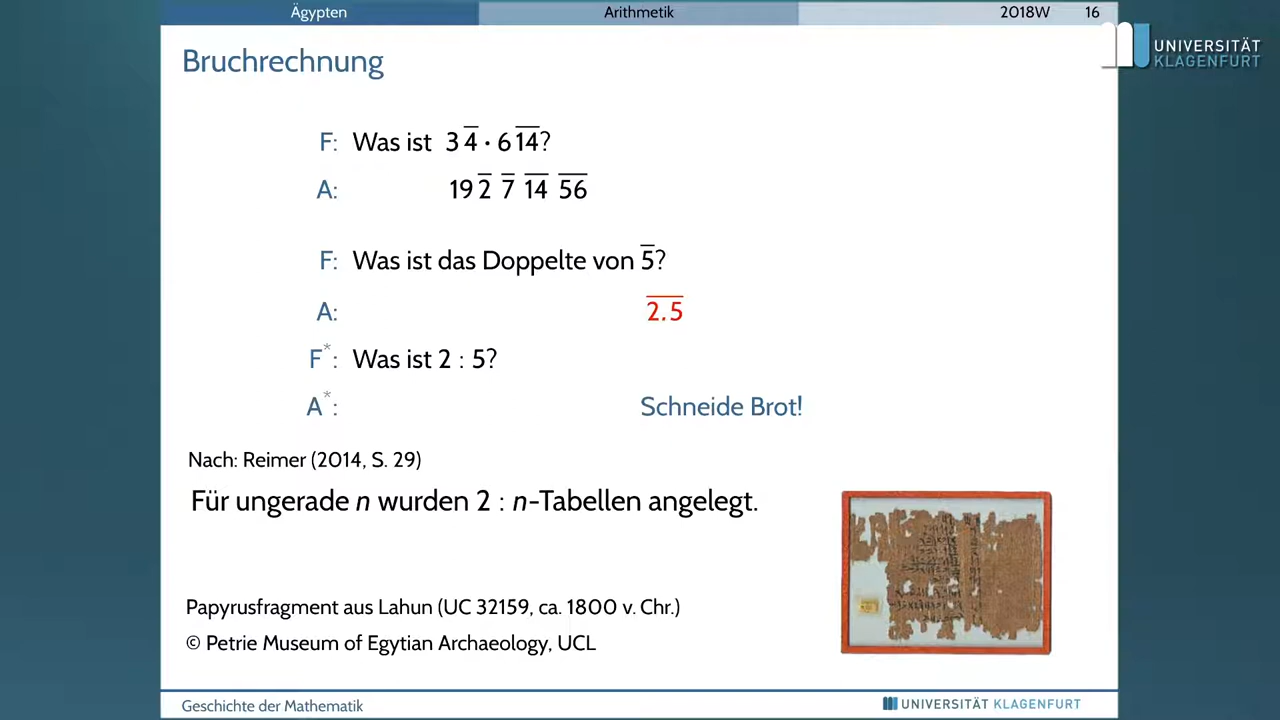 Ägypten Arithmetik 2018W 16
UNIVERSITÄT
KLAGENFURT
Bruchrechnung
F: Was ist 3 4̅ · 6 1̅4̅?
A: 19 2̅ 7̅ 1̅4̅ 5̅6̅
F: Was ist das Doppelte von 5̅?
A: 2̅.̅5̅
F*: Was ist 2 : 5?
A*: Schneide Brot!
Nach: Reimer (2014, S. 29)
Für ungerade n wurden 2 : n-Tabellen angelegt.
Papyrusfragment aus Lahun (UC 32159, ca. 1800 v. Chr.)
© Petrie Museum of Egytian Archaeology, UCL
Geschichte der Mathematik UNIVERSITÄT KLAGENFURT